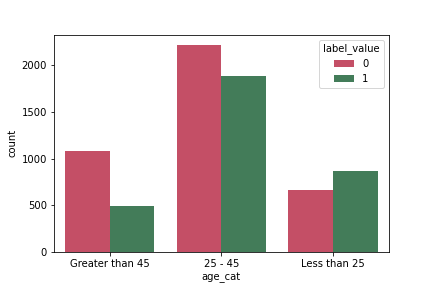 label_value
0
1
2000
1500
1000
500
0
count
Greater than 45
25 - 45
Less than 25
age_cat